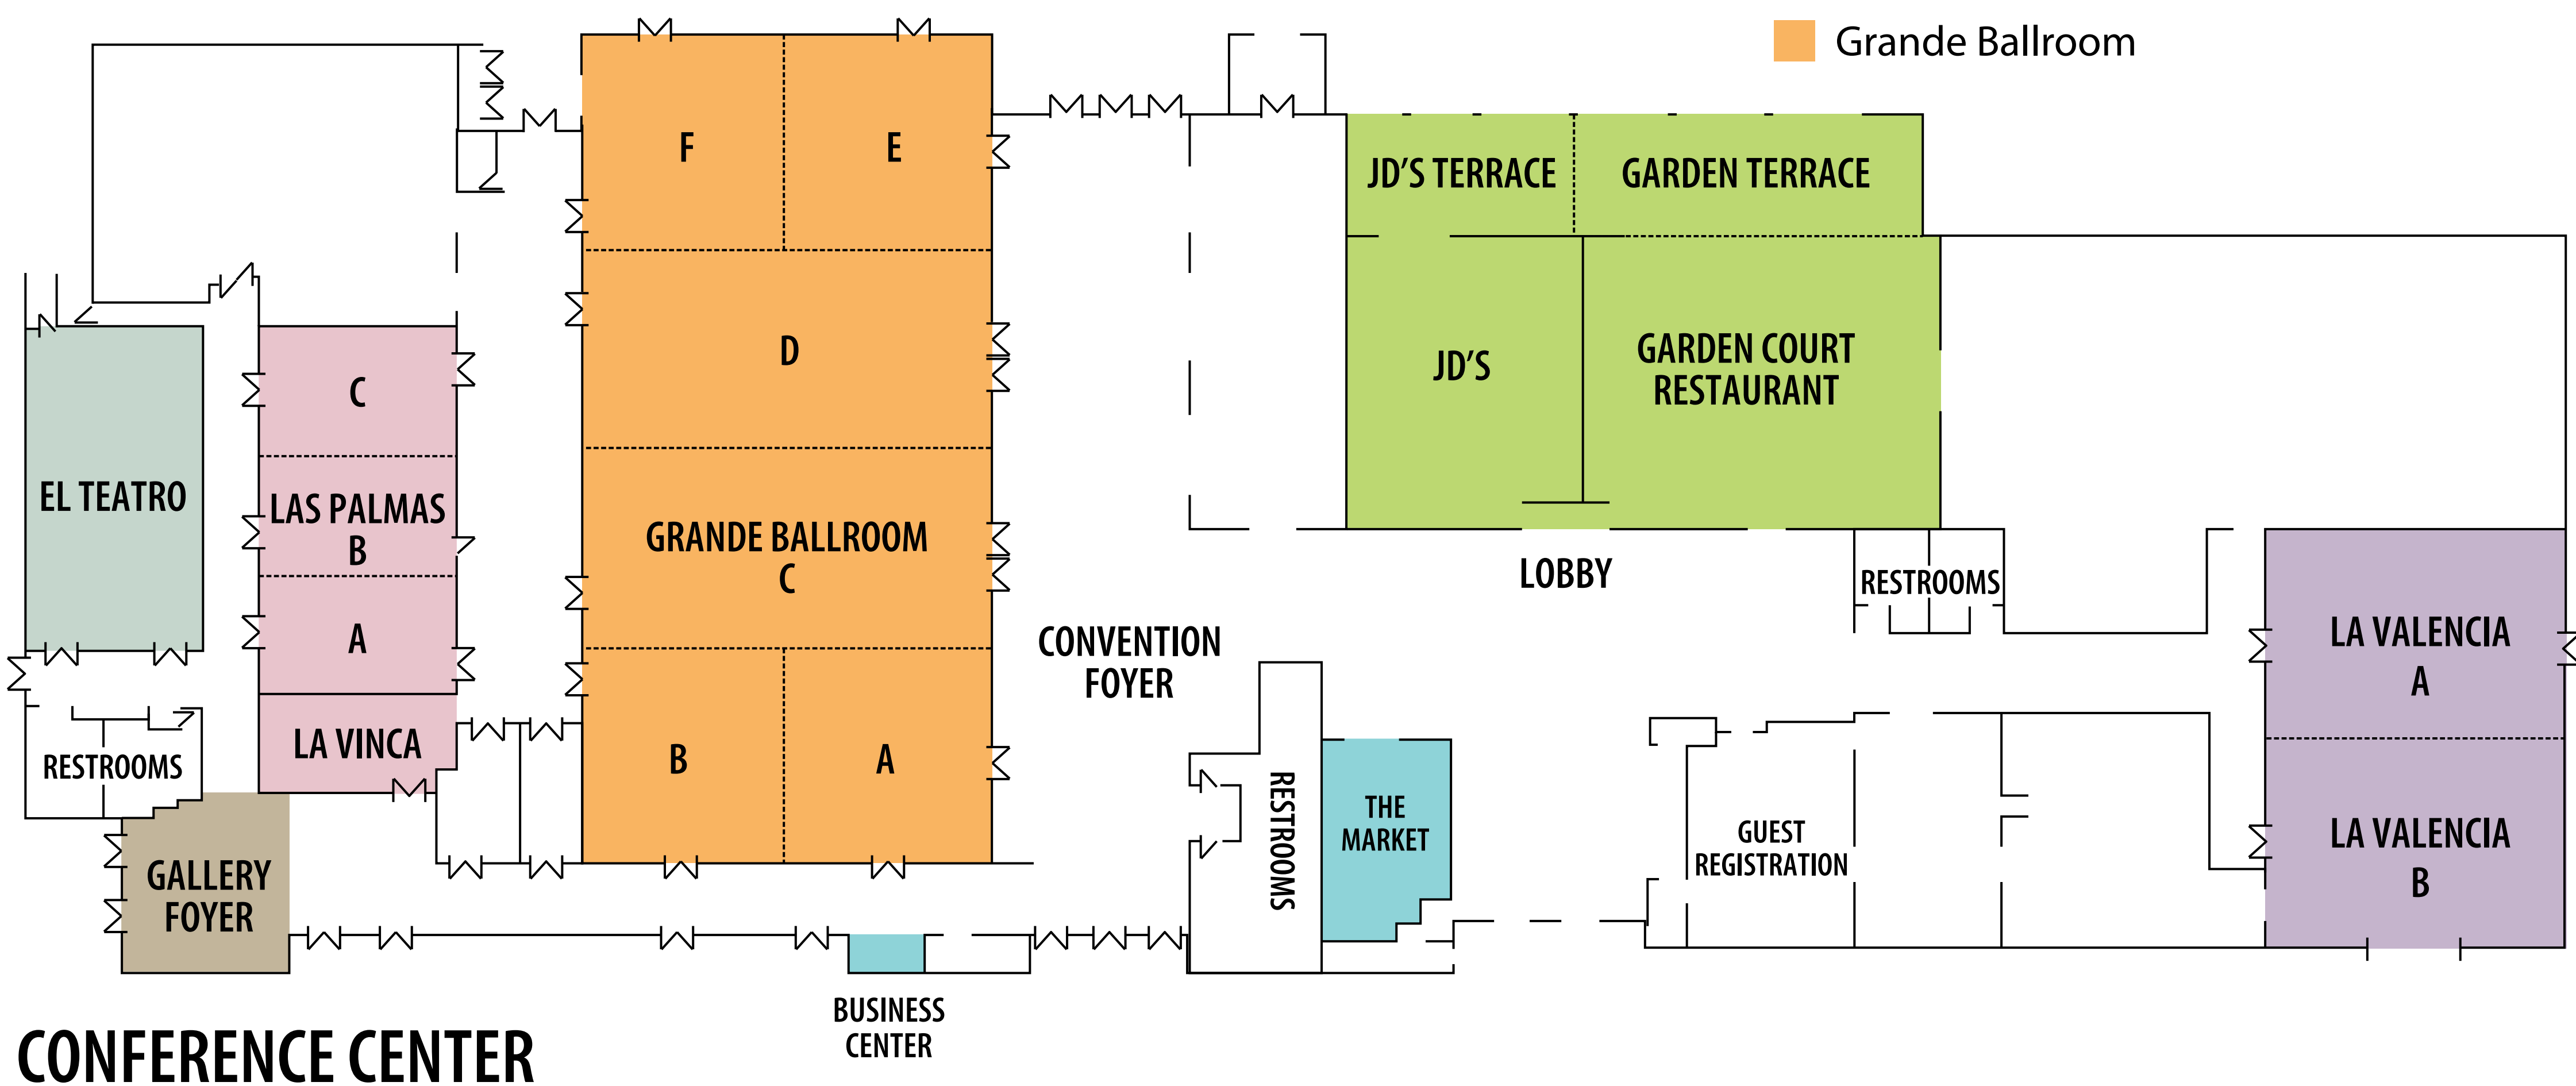 Grande Ballroom
F
E
JD'S TERRACE
GARDEN TERRACE
D
GARDEN COURT
RESTAURANT
JD'S
C
EL TEATRO
LAS PALMAS
B
GRANDE BALLROOM
C
LOBBY
RESTROOMS
A
CONVENTION
FOYER
LA VALENCIA
A
LA VINCA
B
A
RESTROOMS
RESTROOMS
THE
MARKET
GUEST
REGISTRATION
LA VALENCIA
B
GALLERY
FOYER
BUSINESS
CENTER
CONFERENCE CENTER